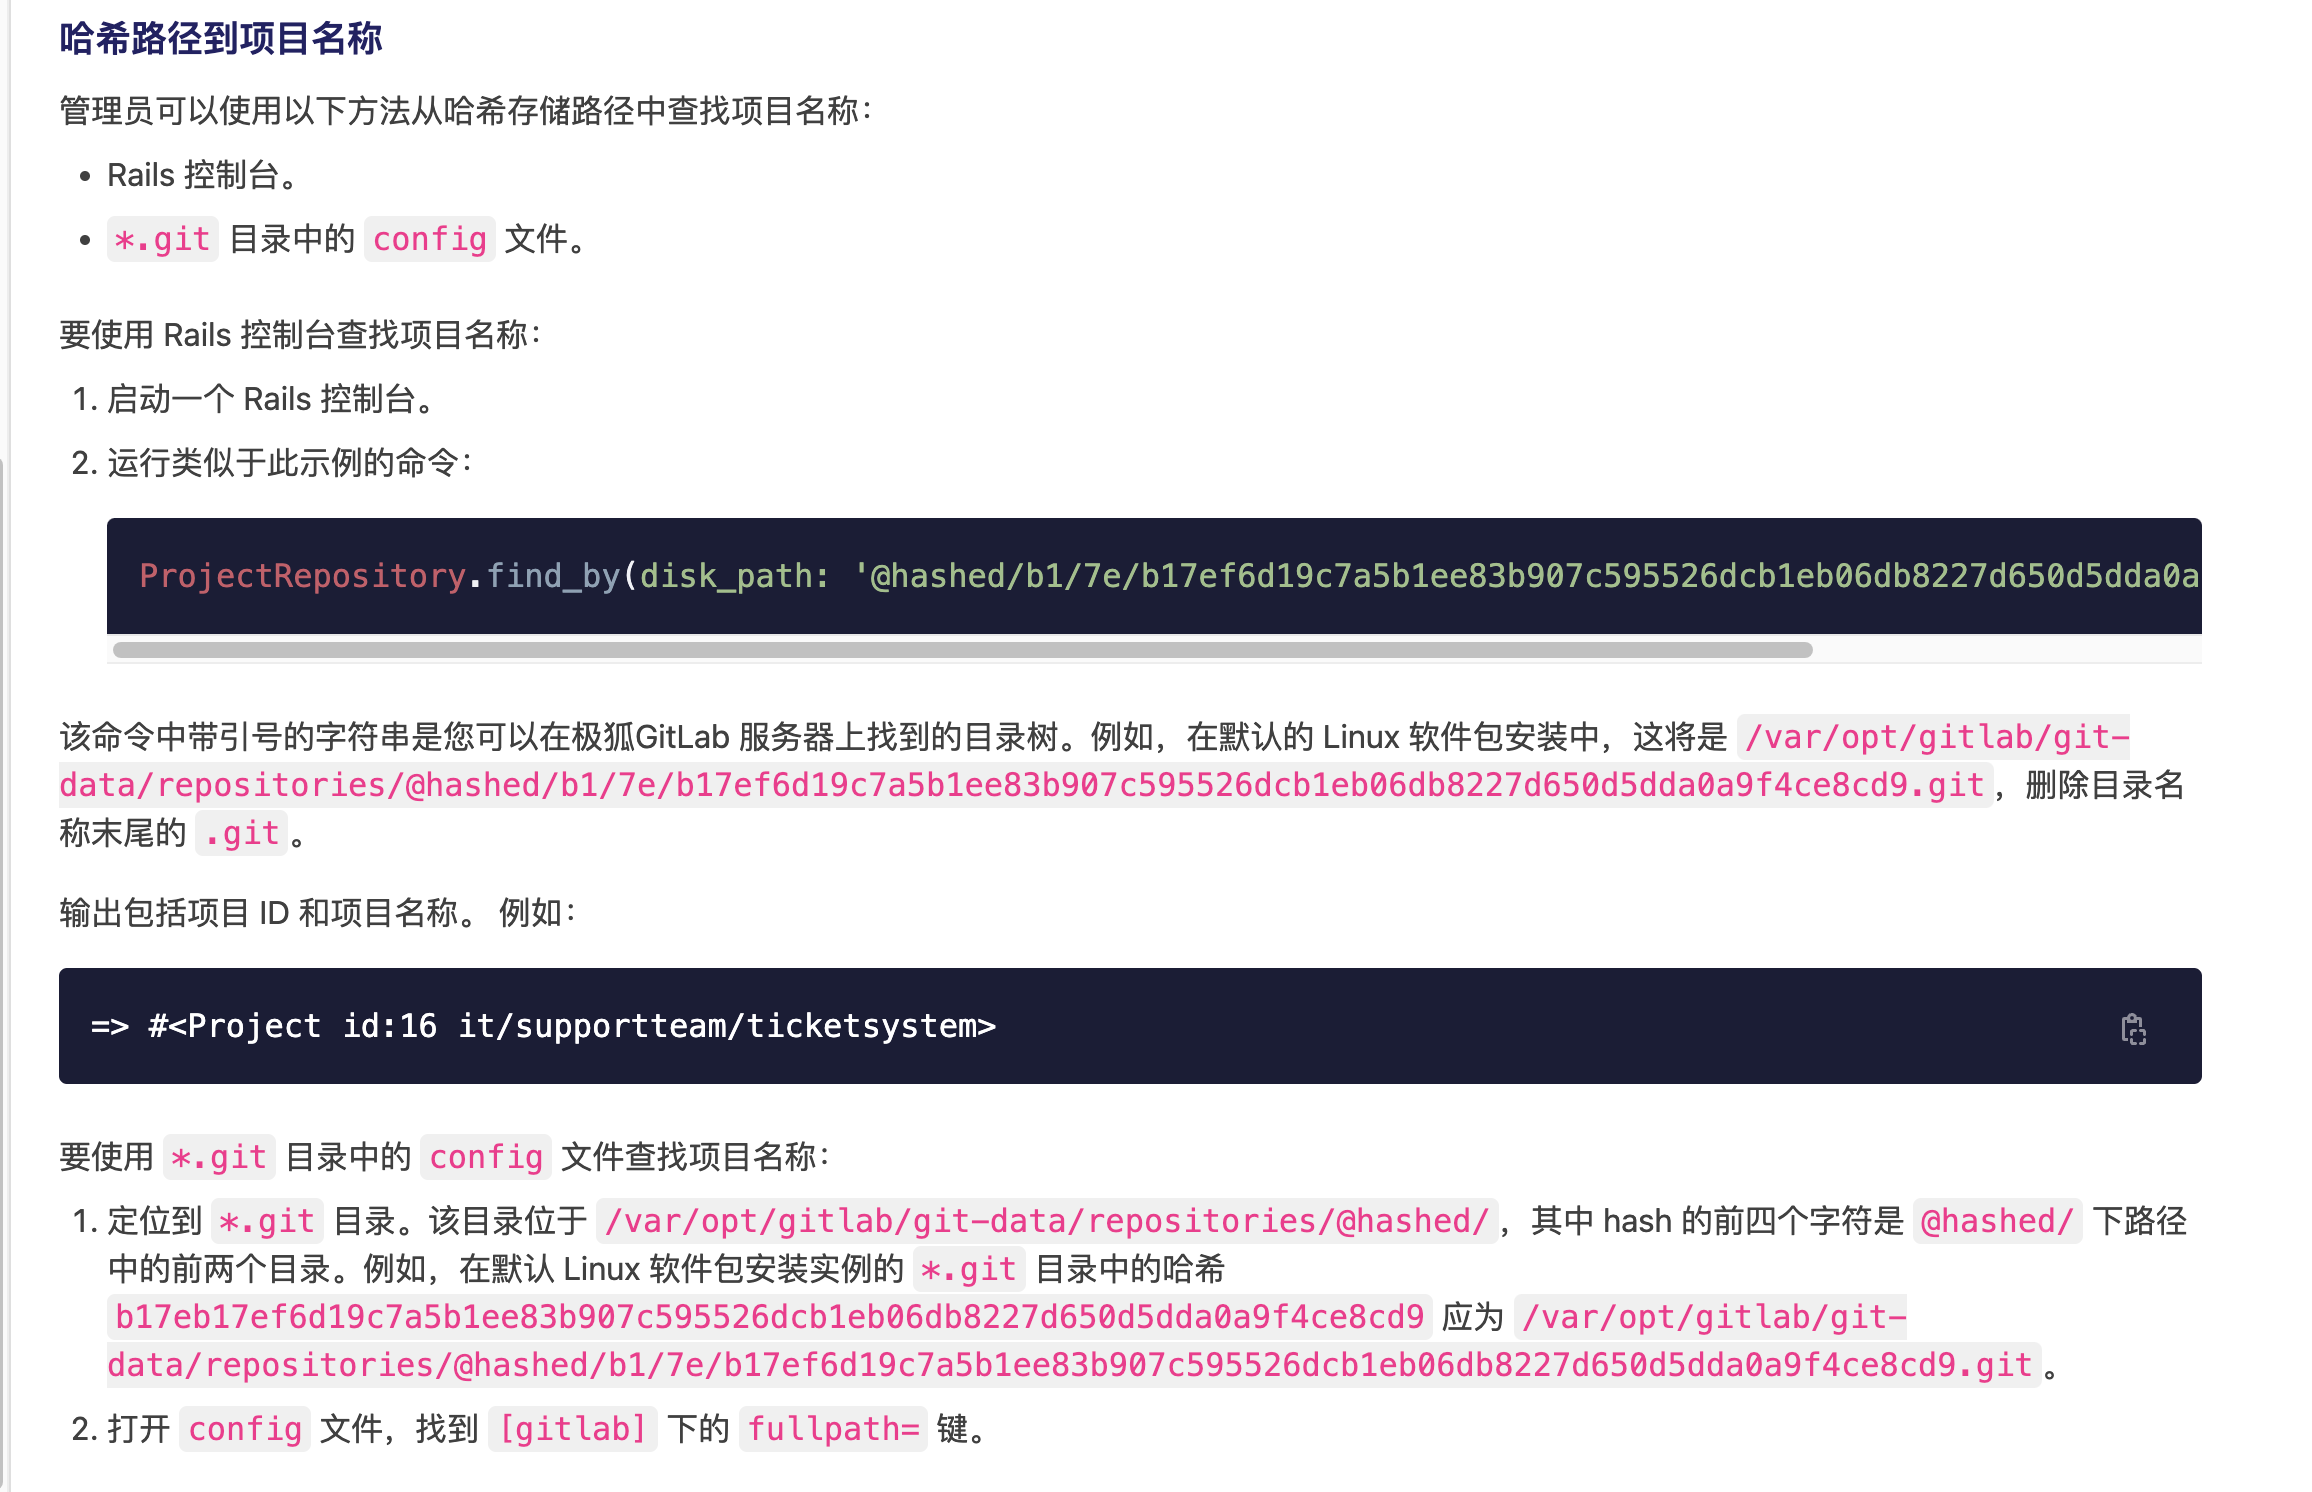 哈希路径到项目名称
管理员可以使用以下方法从哈希存储路径中查找项目名称：
• Rails 控制台。
• *.git 目录中的 config 文件。
要使用 Rails 控制台查找项目名称：
1. 启动一个 Rails 控制台。
2. 运行类似于此示例的命令：
ProjectRepository.find_by(disk_path: '@hashed/b1/7e/b17ef6d19c7a5b1ee83b907c595526dcb1eb06db8227d650d5dda0a
该命令中带引号的字符串是您可以在极狐GitLab 服务器上找到的目录树。例如，在默认的 Linux 软件包安装中，这将是 /var/opt/gitlab/git-
data/repositories/@hashed/b1/7e/b17ef6d19c7a5b1ee83b907c595526dcb1eb06db8227d650d5dda0a9f4ce8cd9.git，删除目录名
称末尾的 .git。
输出包括项目 ID 和项目名称。 例如：
=> #<Project id:16 it/supportteam/ticketsystem>
要使用 *.git 目录中的 config 文件查找项目名称：
1. 定位到 *.git 目录。该目录位于 /var/opt/gitlab/git-data/repositories/@hashed/，其中 hash 的前四个字符是 @hashed/ 下路径
中的前两个目录。例如，在默认 Linux 软件包安装实例的 *.git 目录中的哈希
b17eb17ef6d19c7a5b1ee83b907c595526dcb1eb06db8227d650d5dda0a9f4ce8cd9 应为 /var/opt/gitlab/git-
data/repositories/@hashed/b1/7e/b17ef6d19c7a5b1ee83b907c595526dcb1eb06db8227d650d5dda0a9f4ce8cd9.git。
2. 打开 config 文件，找到 [gitlab] 下的 fullpath= 键。